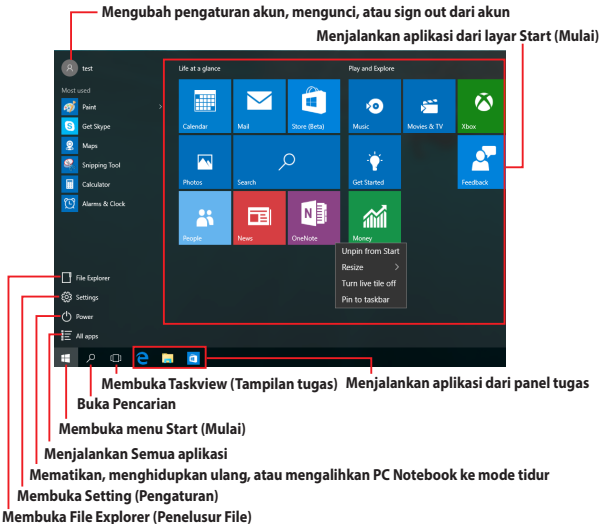 Mengubah pengaturan akun, mengunci, atau sign out dari akun
Menjalankan aplikasi dari layar Start (Mulai)
test
Life at a glance
Play and Explore
Most used
Paint
Get Skype
Maps
Snipping Tool
Calculator
Alarms & Clock
Calendar
Mail
Store (Beta)
Music
Movies & TV
Xbox
Photos
Search
Get Started
Feedback
People
News
OneNote
Money
Unpin from Start
Resize
Turn live tile off
Pin to taskbar
File Explorer
Settings
Power
All apps
Membuka Taskview (Tampilan tugas)
Menjalankan aplikasi dari panel tugas
Buka Pencarian
Membuka menu Start (Mulai)
Menjalankan Semua aplikasi
Mematikan, menghidupkan ulang, atau mengalihkan PC Notebook ke mode tidur
Membuka Setting (Pengaturan)
Membuka File Explorer (Penelusur File)